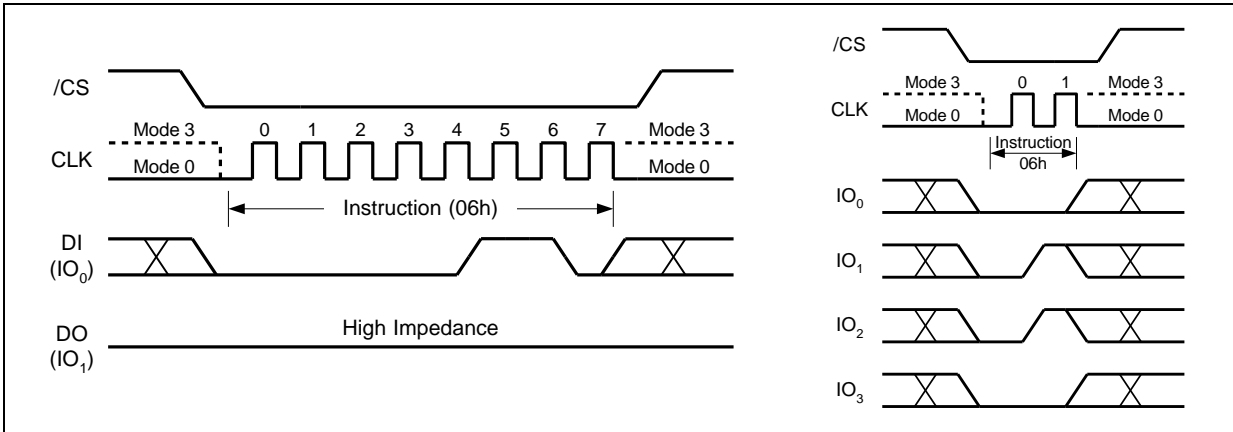 /CS
Mode 3 0 1 2 3 4 5 6 7 Mode 3
CLK Mode 0 Mode 0
Instruction (06h)
DI
(IO0)
DO High Impedance
(IO1)
/CS
Mode 3 0 1 Mode 3
CLK Mode 0 Mode 0
Instruction
06h
IO0
IO1
IO2
IO3